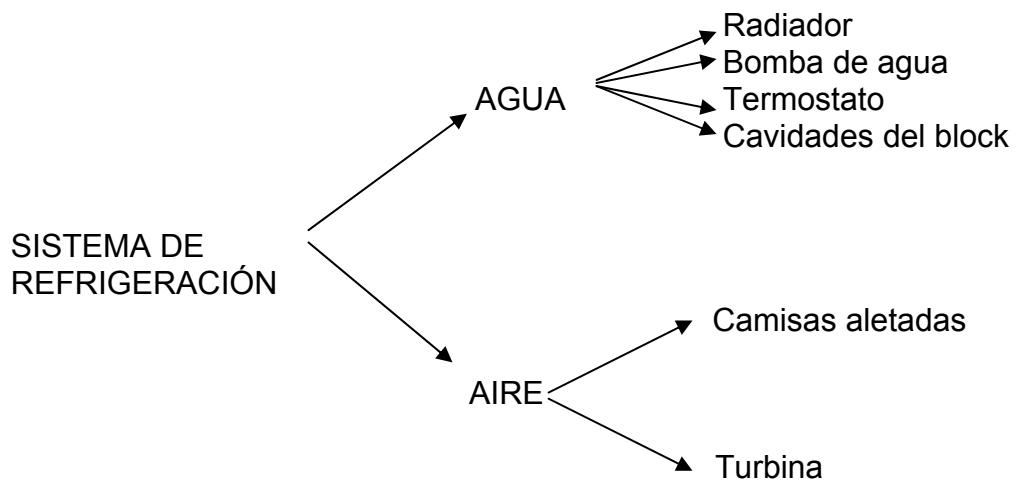 SISTEMA DE
REFRIGERACIÓN
AGUA
Radiador
Bomba de agua
Termostato
Cavidades del block
AIRE
Camisas aletadas
Turbina